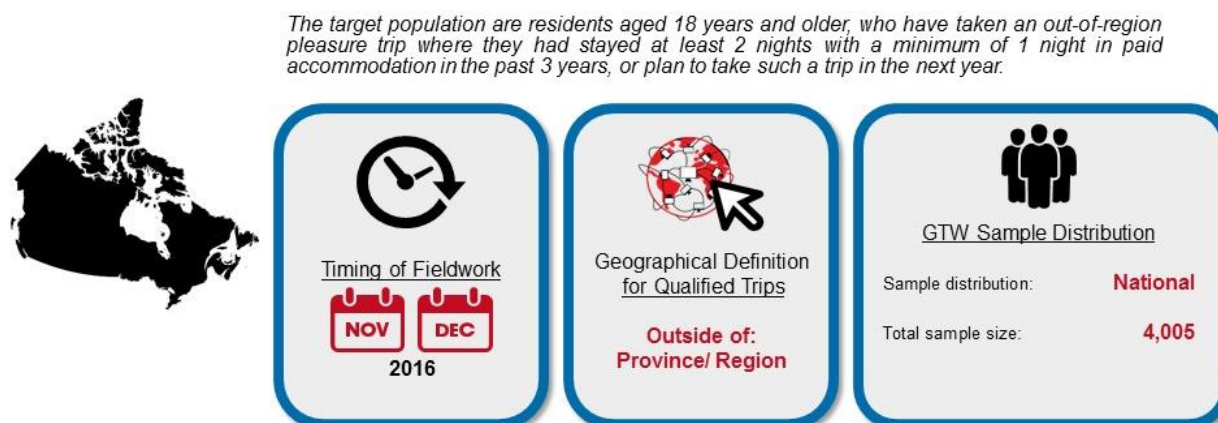 The target population are residents aged 18 years and older, who have taken an out-of-region
pleasure trip where they had stayed at least 2 nights with a minimum of 1 night in paid
accommodation in the past 3 years, or plan to take such a trip in the next year.
Timing of Fieldwork
NOV DEC
2016
Geographical Definition
for Qualified Trips
Outside of:
Province/ Region
GTW Sample Distribution
Sample distribution: National
Total sample size: 4,005